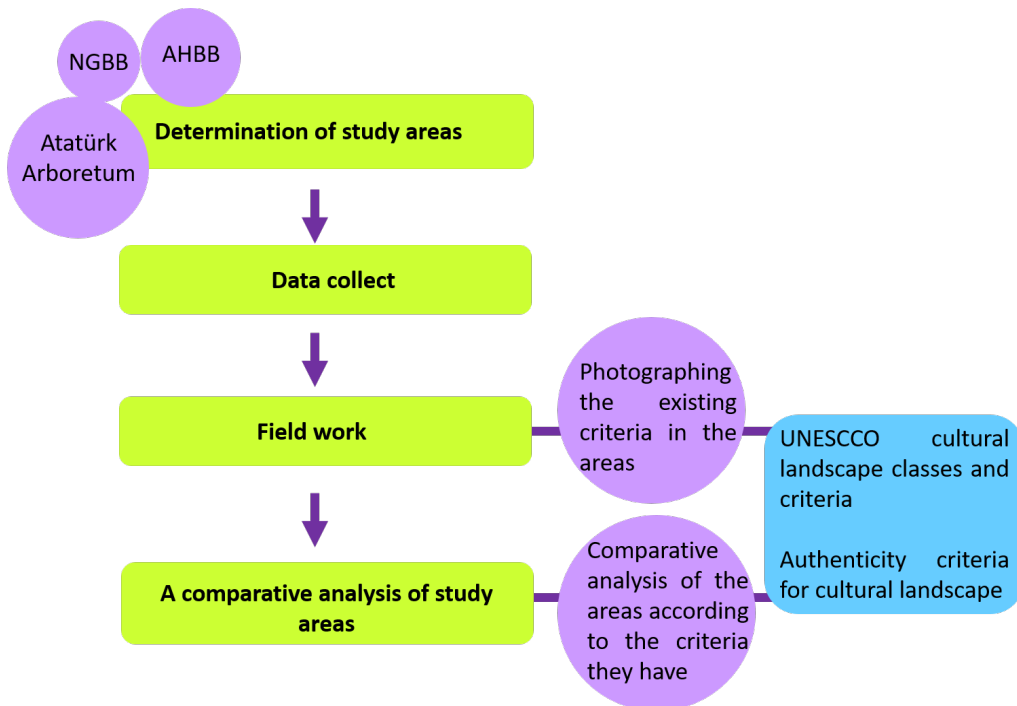 NGBB
AHBB
Atatürk
Arboretum
Determination of study areas
Data collect
Field work
Photographing
the existing
criteria in the
areas
UNESCCO cultural
landscape classes and
criteria
Authenticity criteria
for cultural landscape
A comparative analysis of study
areas
Comparative
analysis of the
areas according
to the criteria
they have